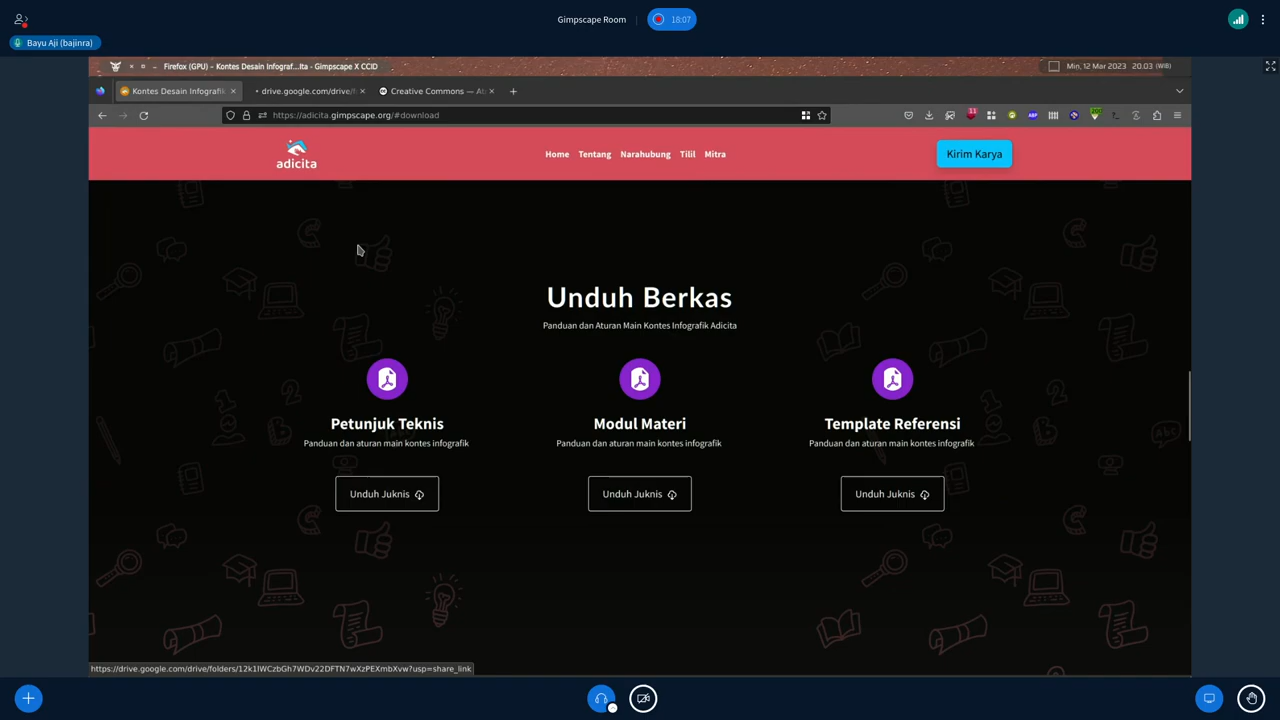 Gimpscape Room
18:07
Bayu Aji (bajinra)
Firefox (GPU) – Kontes Desain Infograf...ita - Gimpscape X CCID
Min, 12 Mar 2023 20.03 (WIB)
Kontes Desain Infografik
drive.google.com/drive/f
Creative Commons — At
https://adicita.gimpscape.org/#download
adicita
Home
Tentang
Narahubung
Tilil
Mitra
Kirim Karya
Unduh Berkas
Panduan dan Aturan Main Kontes Infografik Adicita
Petunjuk Teknis
Modul Materi
Template Referensi
Panduan dan aturan main kontes infografik
Panduan dan aturan main kontes infografik
Panduan dan aturan main kontes infografik
Unduh Juknis
Unduh Juknis
Unduh Juknis